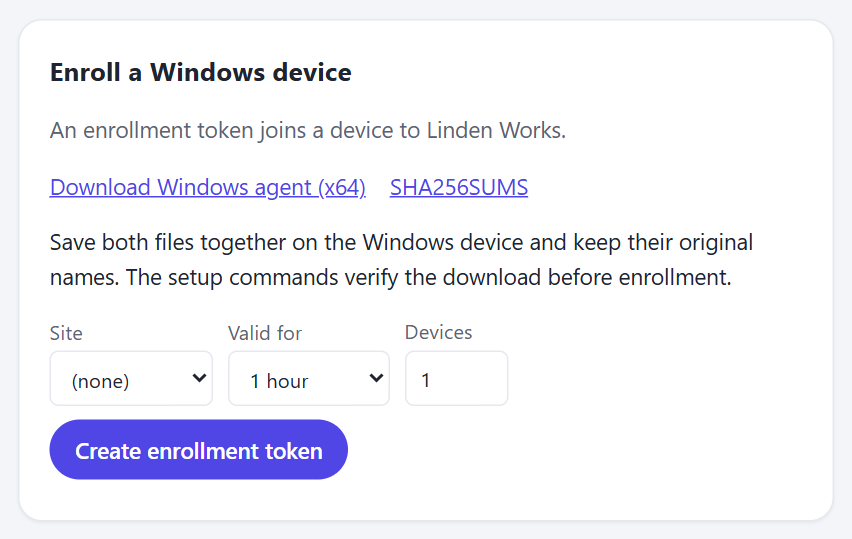 Enroll a Windows device
An enrollment token joins a device to Linden Works.
Download Windows agent (x64) SHA256SUMS
Save both files together on the Windows device and keep their original
names. The setup commands verify the download before enrollment.
Site Valid for Devices
(none) 1 hour 1
Create enrollment token